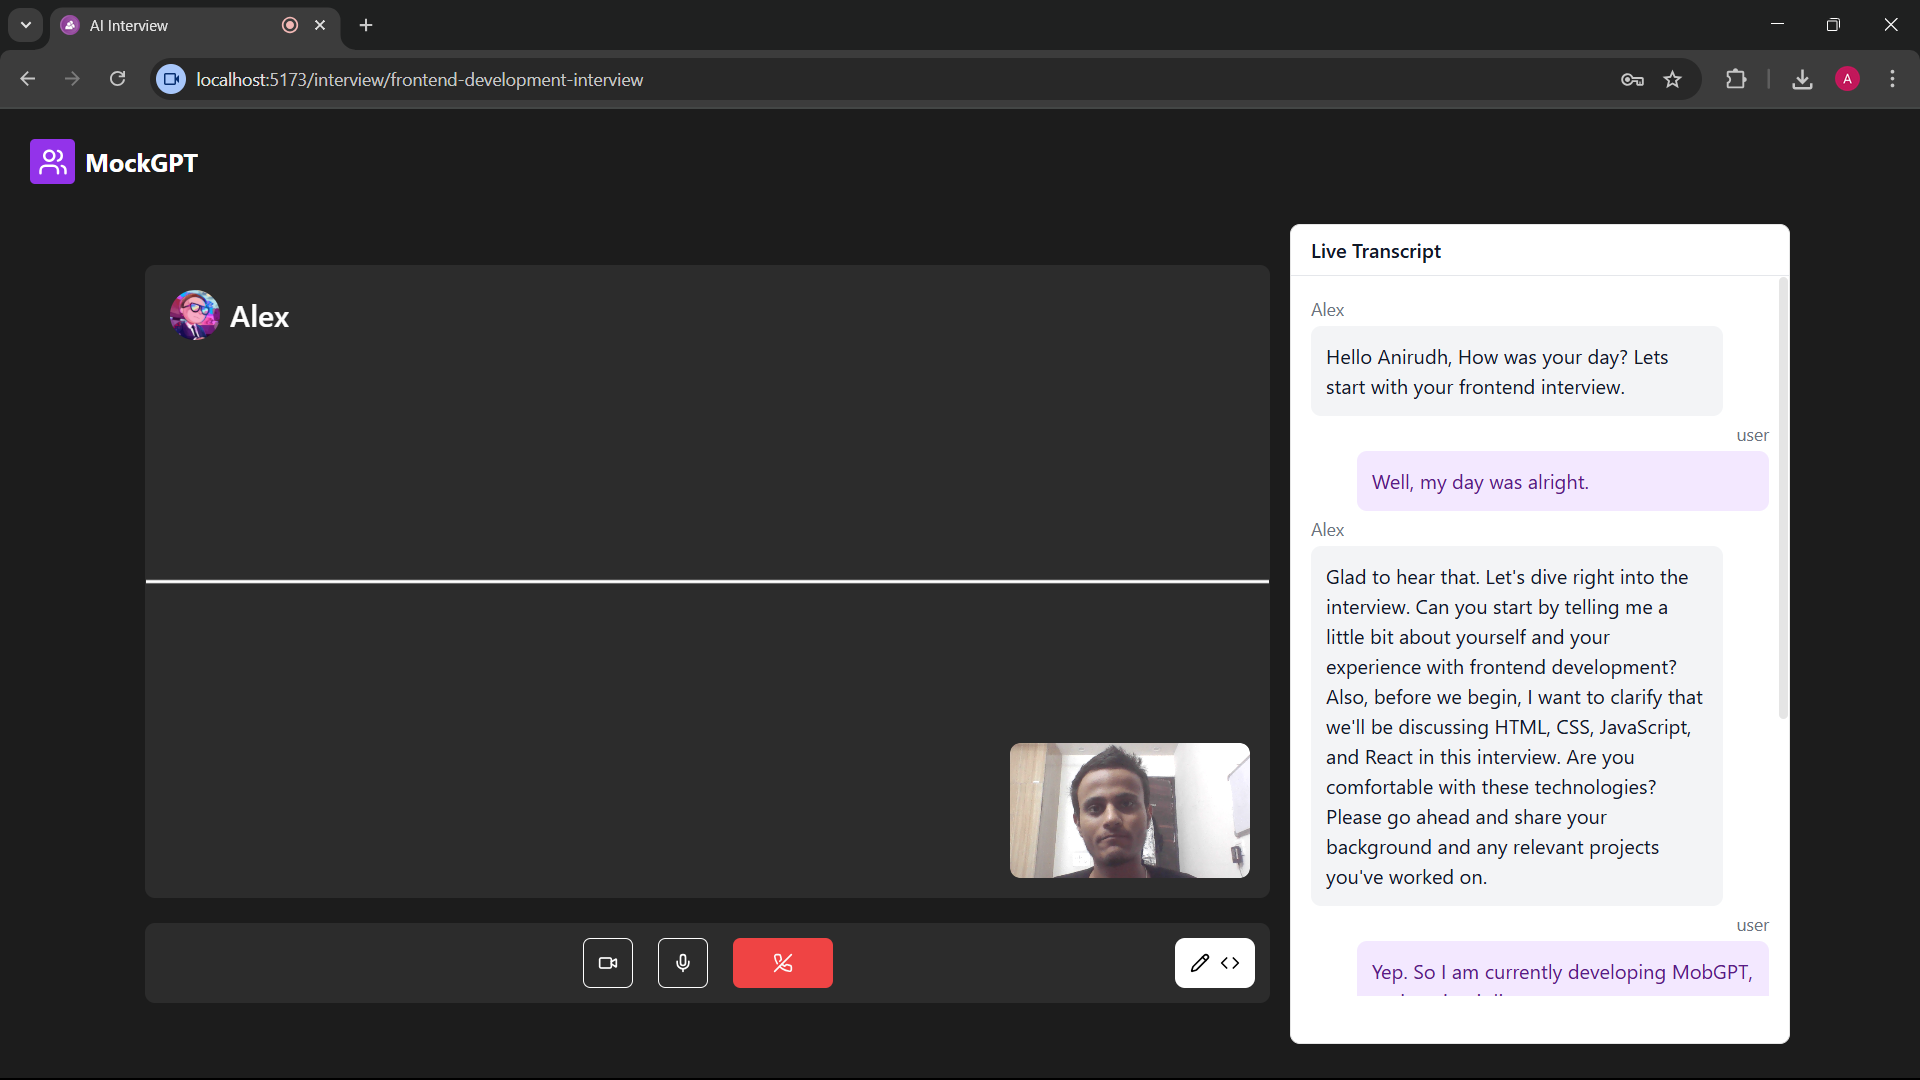 AI Interview
localhost:5173/interview/frontend-development-interview
A
MockGPT
Alex
Live Transcript
Alex
Hello Anirudh, How was your day? Lets
start with your frontend interview.
user
Well, my day was alright.
Alex
Glad to hear that. Let's dive right into the
interview. Can you start by telling me a
little bit about yourself and your
experience with frontend development?
Also, before we begin, I want to clarify that
we'll be discussing HTML, CSS, JavaScript,
and React in this interview. Are you
comfortable with these technologies?
Please go ahead and share your
background and any relevant projects
you've worked on.
user
Yep. So I am currently developing MobGPT,